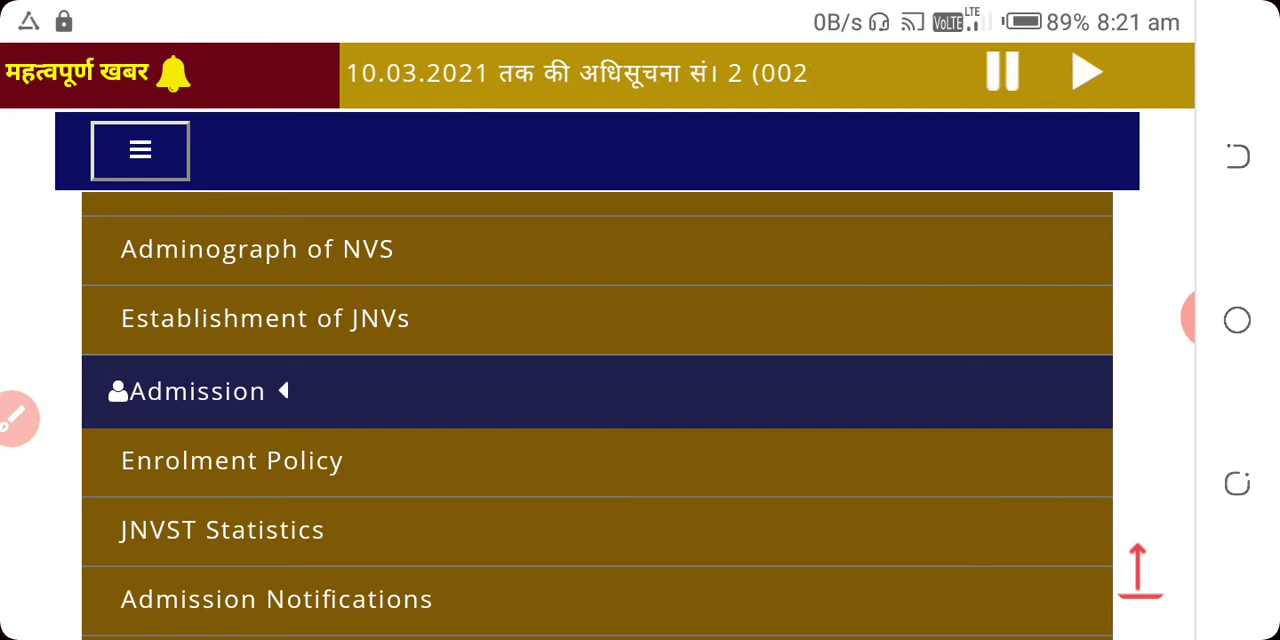 0B/s VoLTE LTE 89% 8:21 am
महत्वपूर्ण खबर 10.03.2021 तक की अधिसूचना सं। 2 (002
Adminograph of NVS
Establishment of JNVs
Admission
Enrolment Policy
JNVST Statistics
Admission Notifications